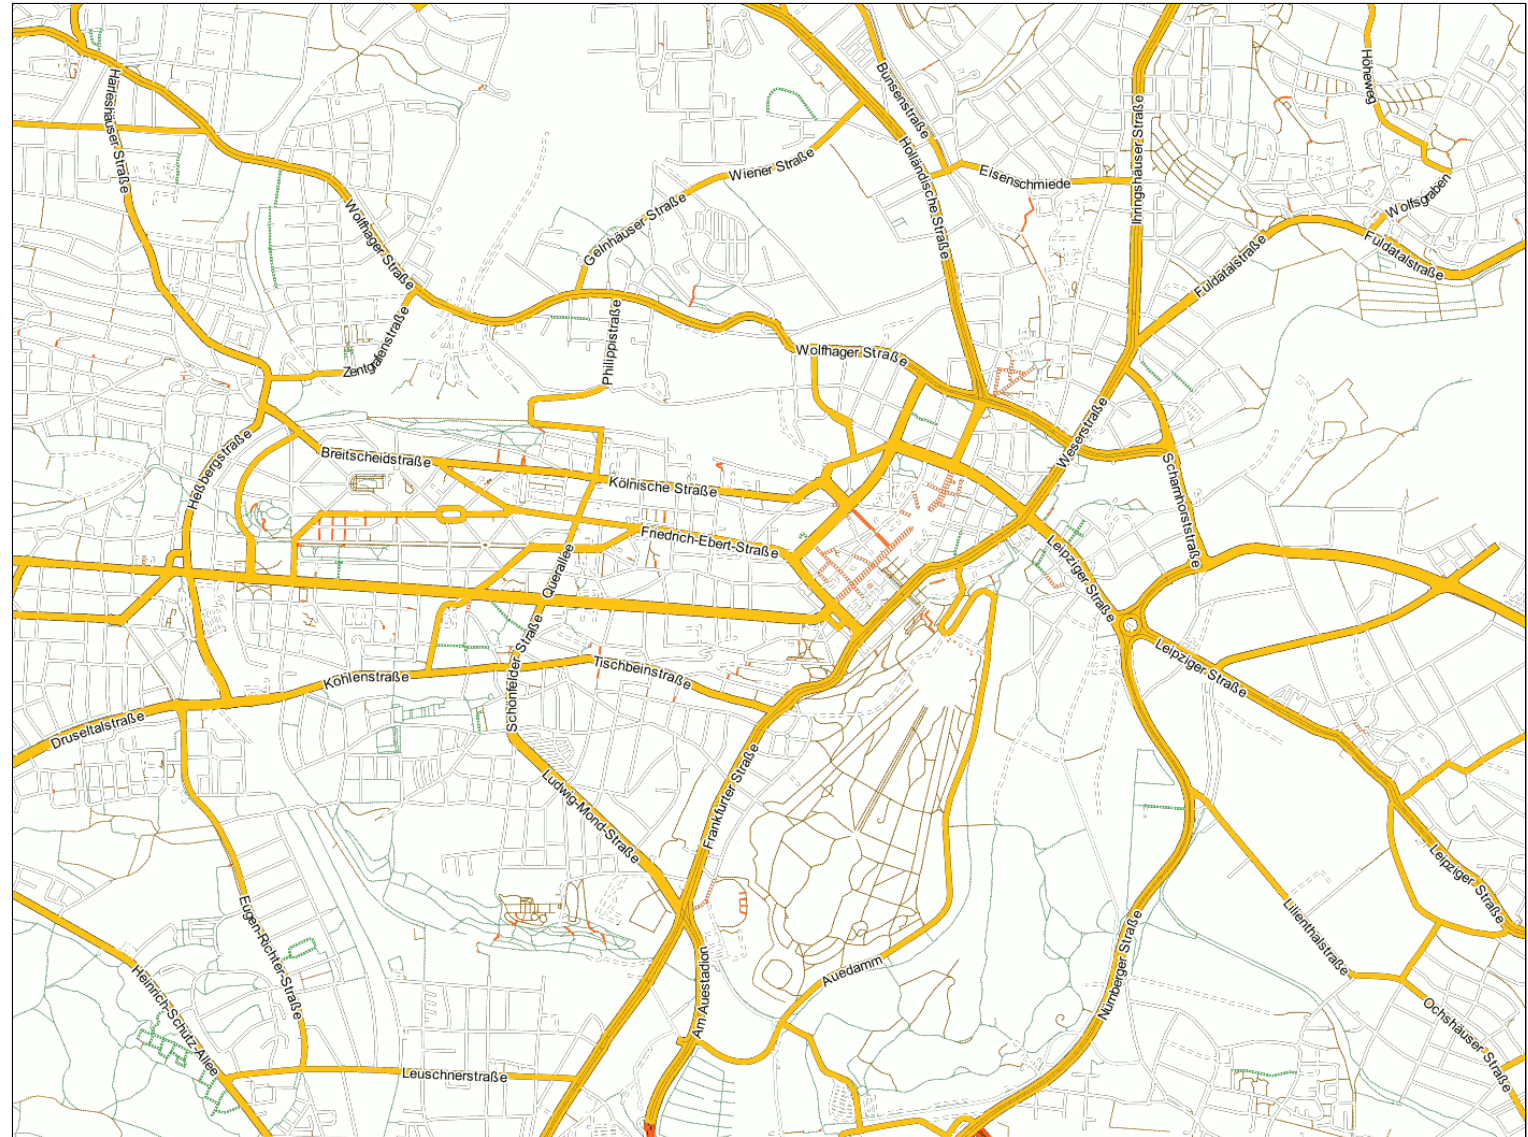 Höheweg
Bunsenstraße
Harleshäuser Straße
Ihringshäuser Straße
Holländische Straße
Wiener Straße
Eisenschmiede
Wolfsgraben
Gelnhäuser Straße
Wolfhager Straße
Fuldatalstraße
Fuldatalstraße
Philippistraße
Zentgrafenstraße
Wolfhager Straße
Weserstraße
Heßbergstraße
Breitscheidstraße
Kölnische Straße
Scharnhorststraße
Friedrich-Ebert-Straße
Querallee
Leipziger Straße
Schönfelder Straße
Tischbeinstraße
Leipziger Straße
Kohlenstraße
Druseltalstraße
Ludwig-Mond-Straße
Frankfurter Straße
Leipziger Straße
Eugen-Richter-Straße
Lilienthalstraße
Nürnberger Straße
Heinrich-Schütz-Allee
Am Auestadion
Auedamm
Ochshäuser Straße
Leuschnerstraße